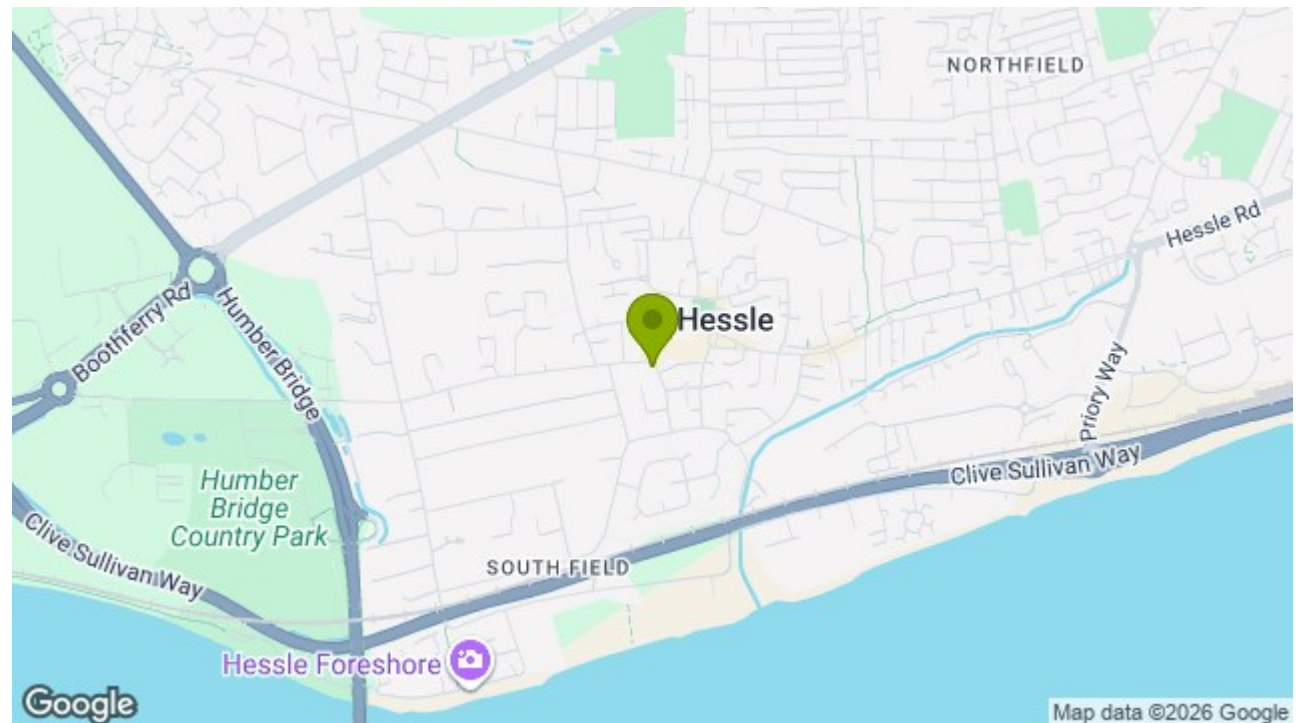 NORTHFIELD
Hessle Rd
Boothferry Rd
Humber Bridge
Hessle
Priory Way
Clive Sullivan Way
Humber
Bridge
Country Park
Clive Sullivan Way
SOUTH FIELD
Hessle Foreshore
Google
Map data ©2026 Google